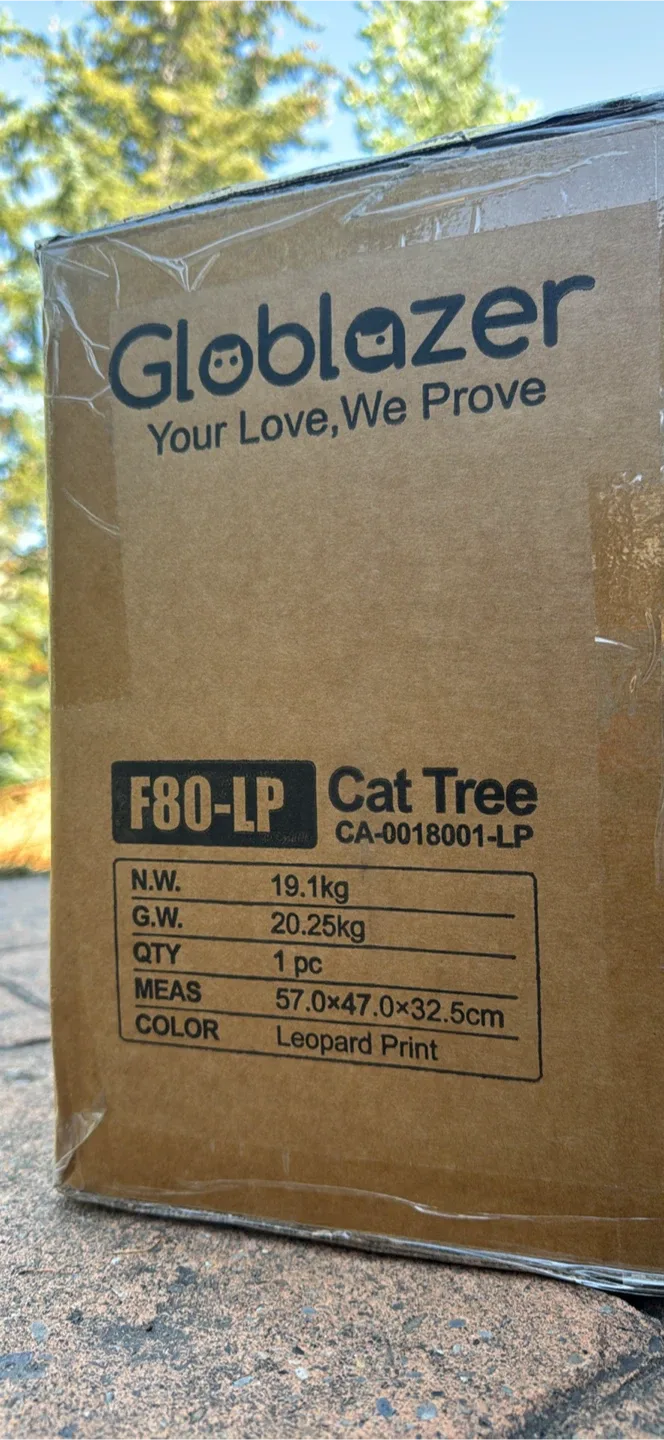 Globlazer
Your Love,We Prove
F80-LP Cat Tree
CA-0018001-LP
N.W. 19.1kg
G.W. 20.25kg
QTY 1 pc
MEAS 57.0×47.0×32.5cm
COLOR Leopard Print